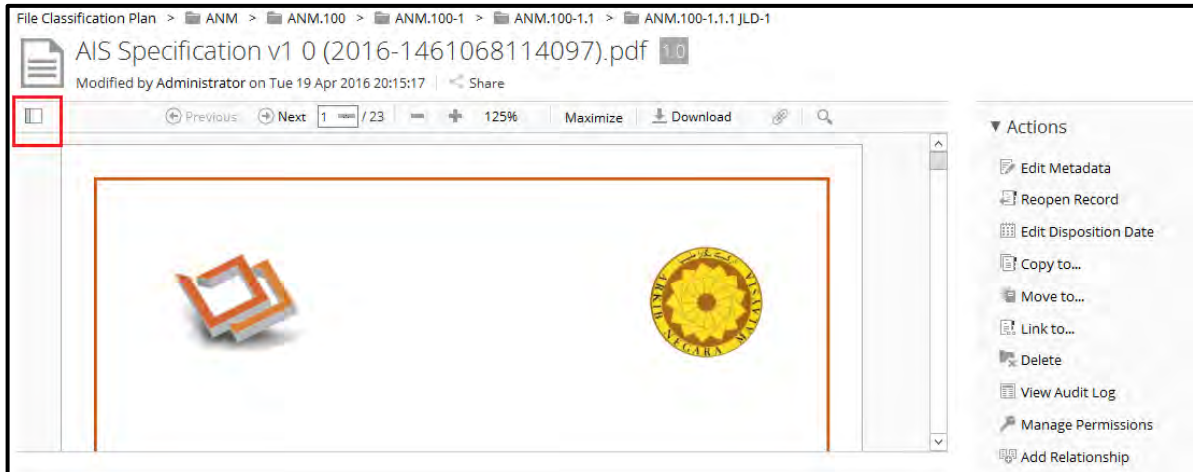 File Classification Plan > ANM > ANM.100 > ANM.100-1 > ANM.100-1.1 > ANM.100-1.1.1 JLD-1
AIS Specification v1 0 (2016-1461068114097).pdf 1.0
Modified by Administrator on Tue 19 Apr 2016 20:15:17 Share
Previous Next 1 / 23 125% Maximize Download
Actions
Edit Metadata
Reopen Record
Edit Disposition Date
Copy to...
Move to...
Link to...
Delete
View Audit Log
Manage Permissions
Add Relationship
ARKIB NEGARA MALAYSIA